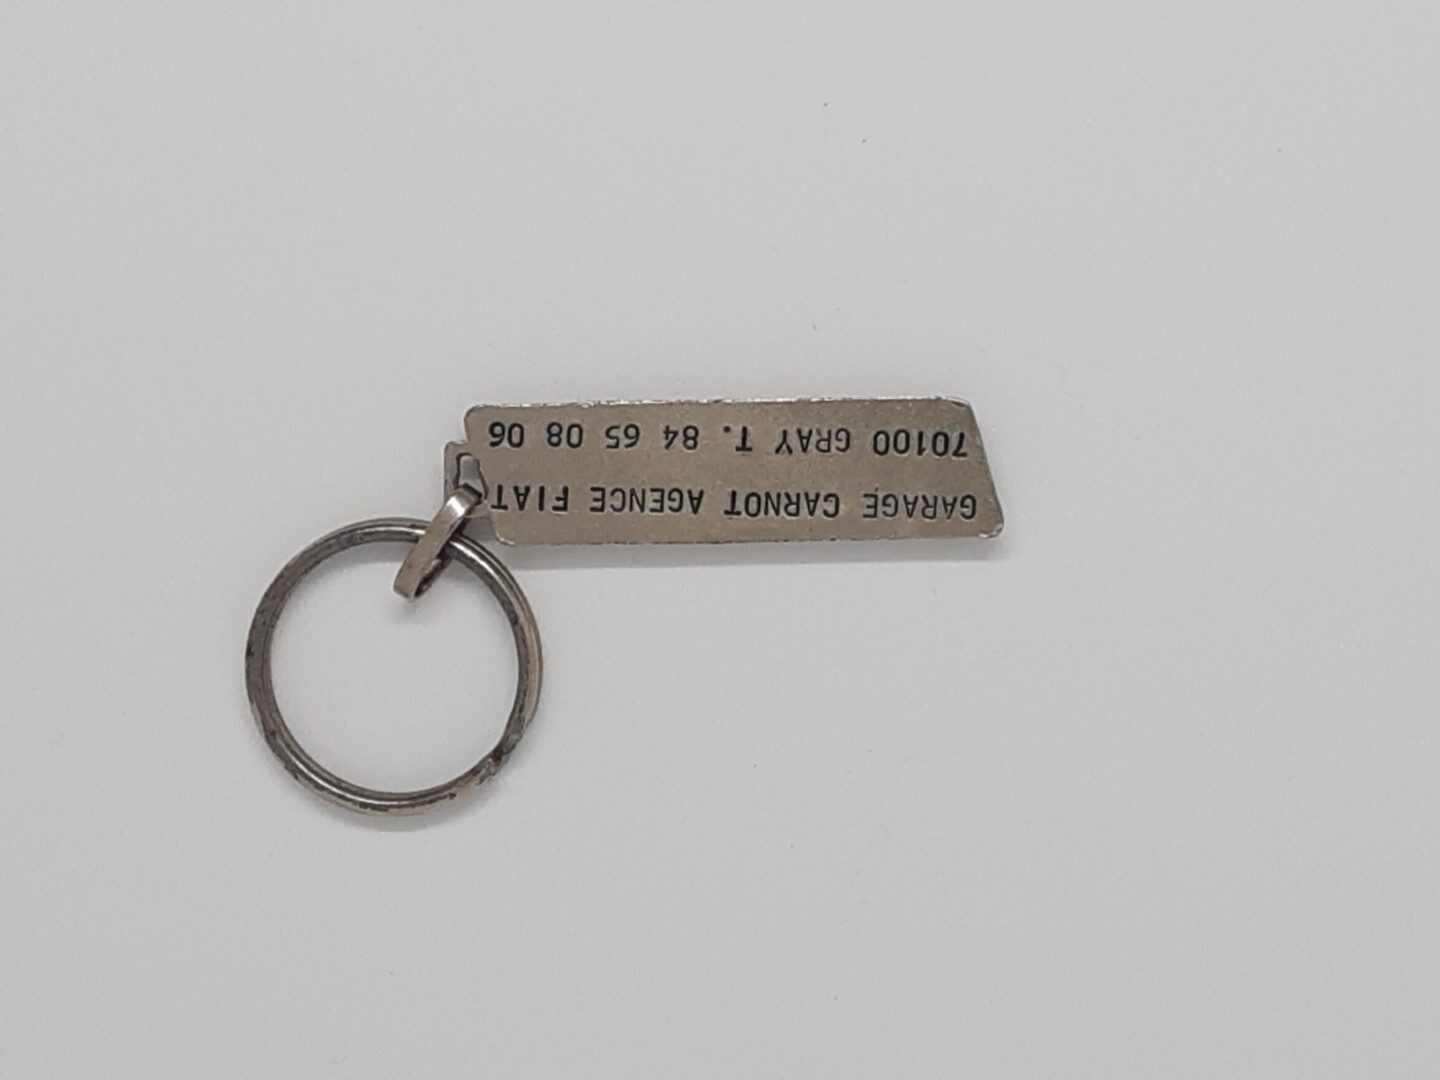 GARAGE CARNOT AGENCE FIAT
70100 GRAY T. 84 65 08 06